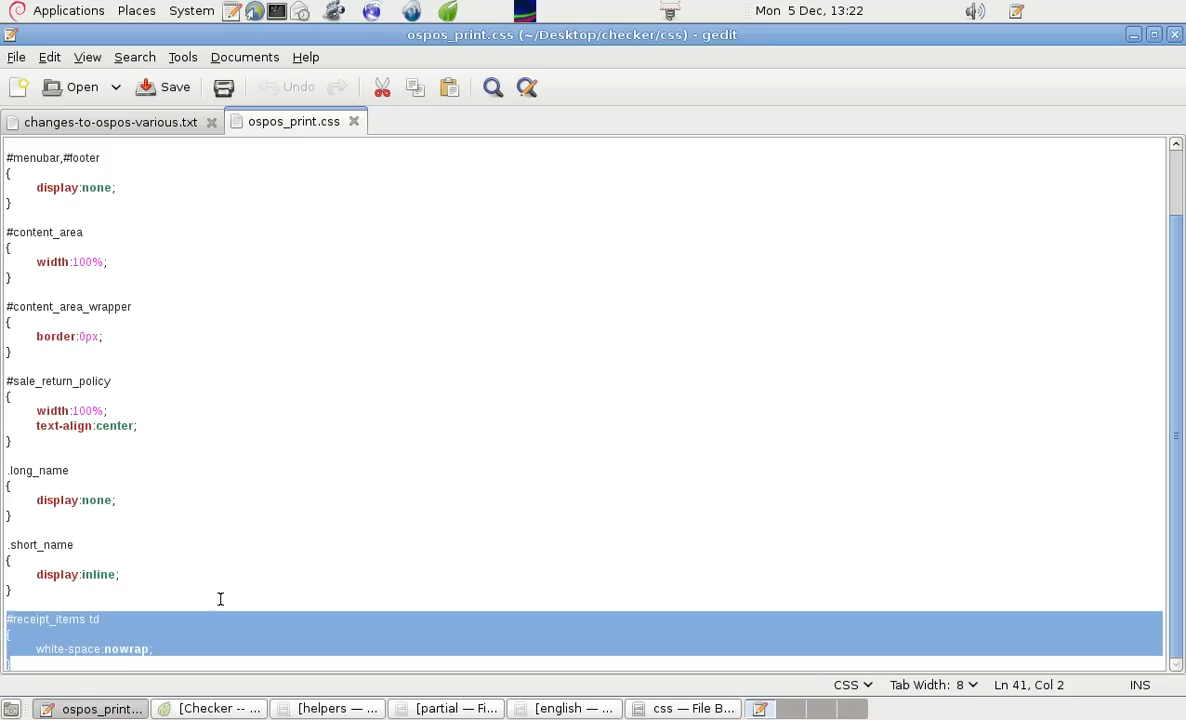 Applications Places System Mon 5 Dec, 13:22
ospos_print.css (~/Desktop/checker/css) - gedit
File Edit View Search Tools Documents Help
Open Save Undo
changes-to-ospos-various.txt ospos_print.css
#menubar,#footer
{
display:none;
}
#content_area
{
width:100%;
}
#content_area_wrapper
{
border:0px;
}
#sale_return_policy
{
width:100%;
text-align:center;
}
.long_name
{
display:none;
}
.short_name
{
display:inline;
}
#receipt_items td
{
white-space:nowrap;
}
CSS Tab Width: 8 Ln 41, Col 2 INS
ospos_print... [Checker -- ... [helpers — ... [partial — Fi... [english — ... css — File B...